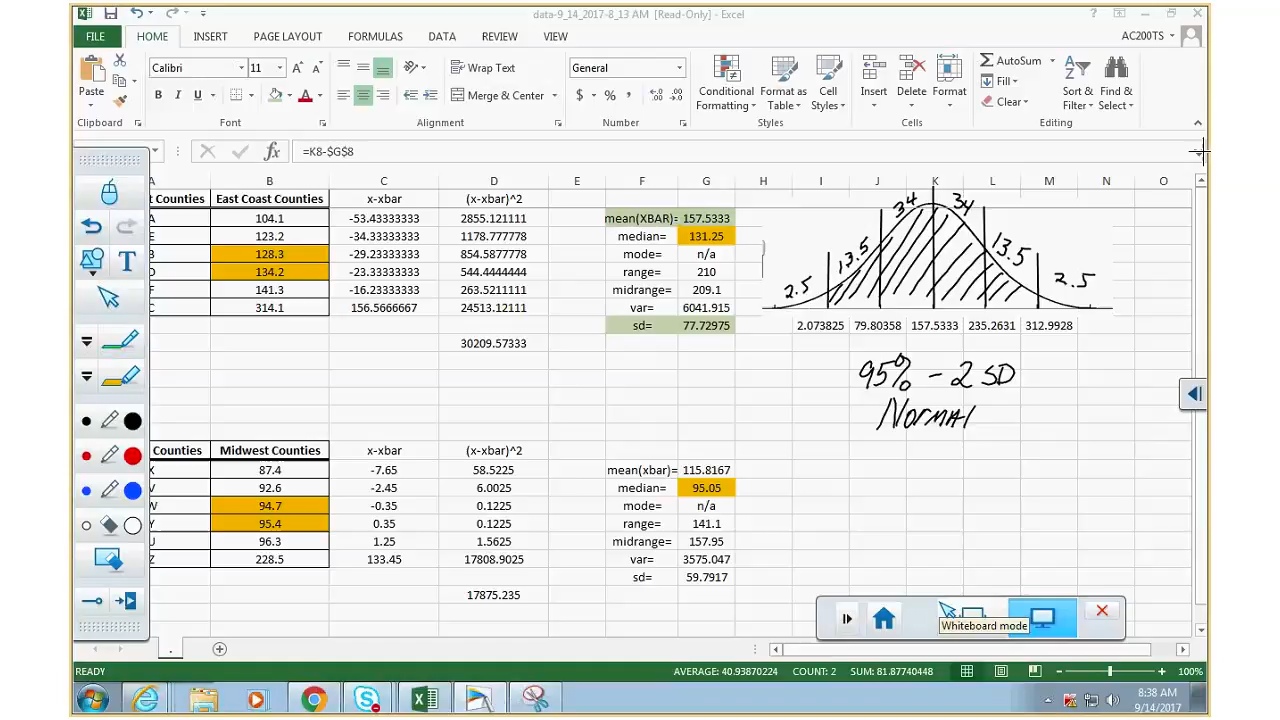 data-9_14_2017-8_13 AM [Read-Only] - Excel
FILE HOME INSERT PAGE LAYOUT FORMULAS DATA REVIEW VIEW AC200TS
Paste
Calibri 11
Wrap Text
Merge & Center
General
$ % ,
Conditional Formatting
Format as Table
Cell Styles
Insert Delete Format
AutoSum
Fill
Clear
Sort & Filter
Find & Select
Clipboard Font Alignment Number Styles Cells Editing
fx =K8-$G$8
A B C D E F G H I J K L M N O
t Counties East Coast Counties x-xbar (x-xbar)^2
A 104.1 -53.43333333 2855.121111 mean(XBAR)= 157.5333
E 123.2 -34.33333333 1178.777778 median= 131.25
B 128.3 -29.23333333 854.5877778 mode= n/a
D 134.2 -23.33333333 544.4444444 range= 210
F 141.3 -16.23333333 263.5211111 midrange= 209.1
C 314.1 156.5666667 24513.12111 var= 6041.915
sd= 77.72975 2.073825 79.80358 157.5333 235.2631 312.9928
30209.57333
34 34
13.5 13.5
2.5 2.5
95% - 2 SD
Normal
Counties Midwest Counties x-xbar (x-xbar)^2
X 87.4 -7.65 58.5225 mean(xbar)= 115.8167
V 92.6 -2.45 6.0025 median= 95.05
W 94.7 -0.35 0.1225 mode= n/a
Y 95.4 0.35 0.1225 range= 141.1
U 96.3 1.25 1.5625 midrange= 157.95
Z 228.5 133.45 17808.9025 var= 3575.047
sd= 59.7917
17875.235
Whiteboard mode
.
READY AVERAGE: 40.93870224 COUNT: 2 SUM: 81.87740448 100%
8:38 AM
9/14/2017